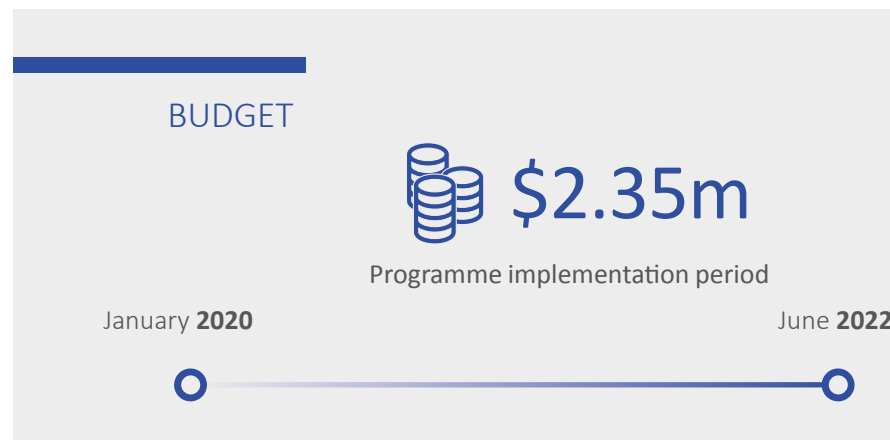 BUDGET
$2.35m
Programme implementation period
January 2020
June 2022